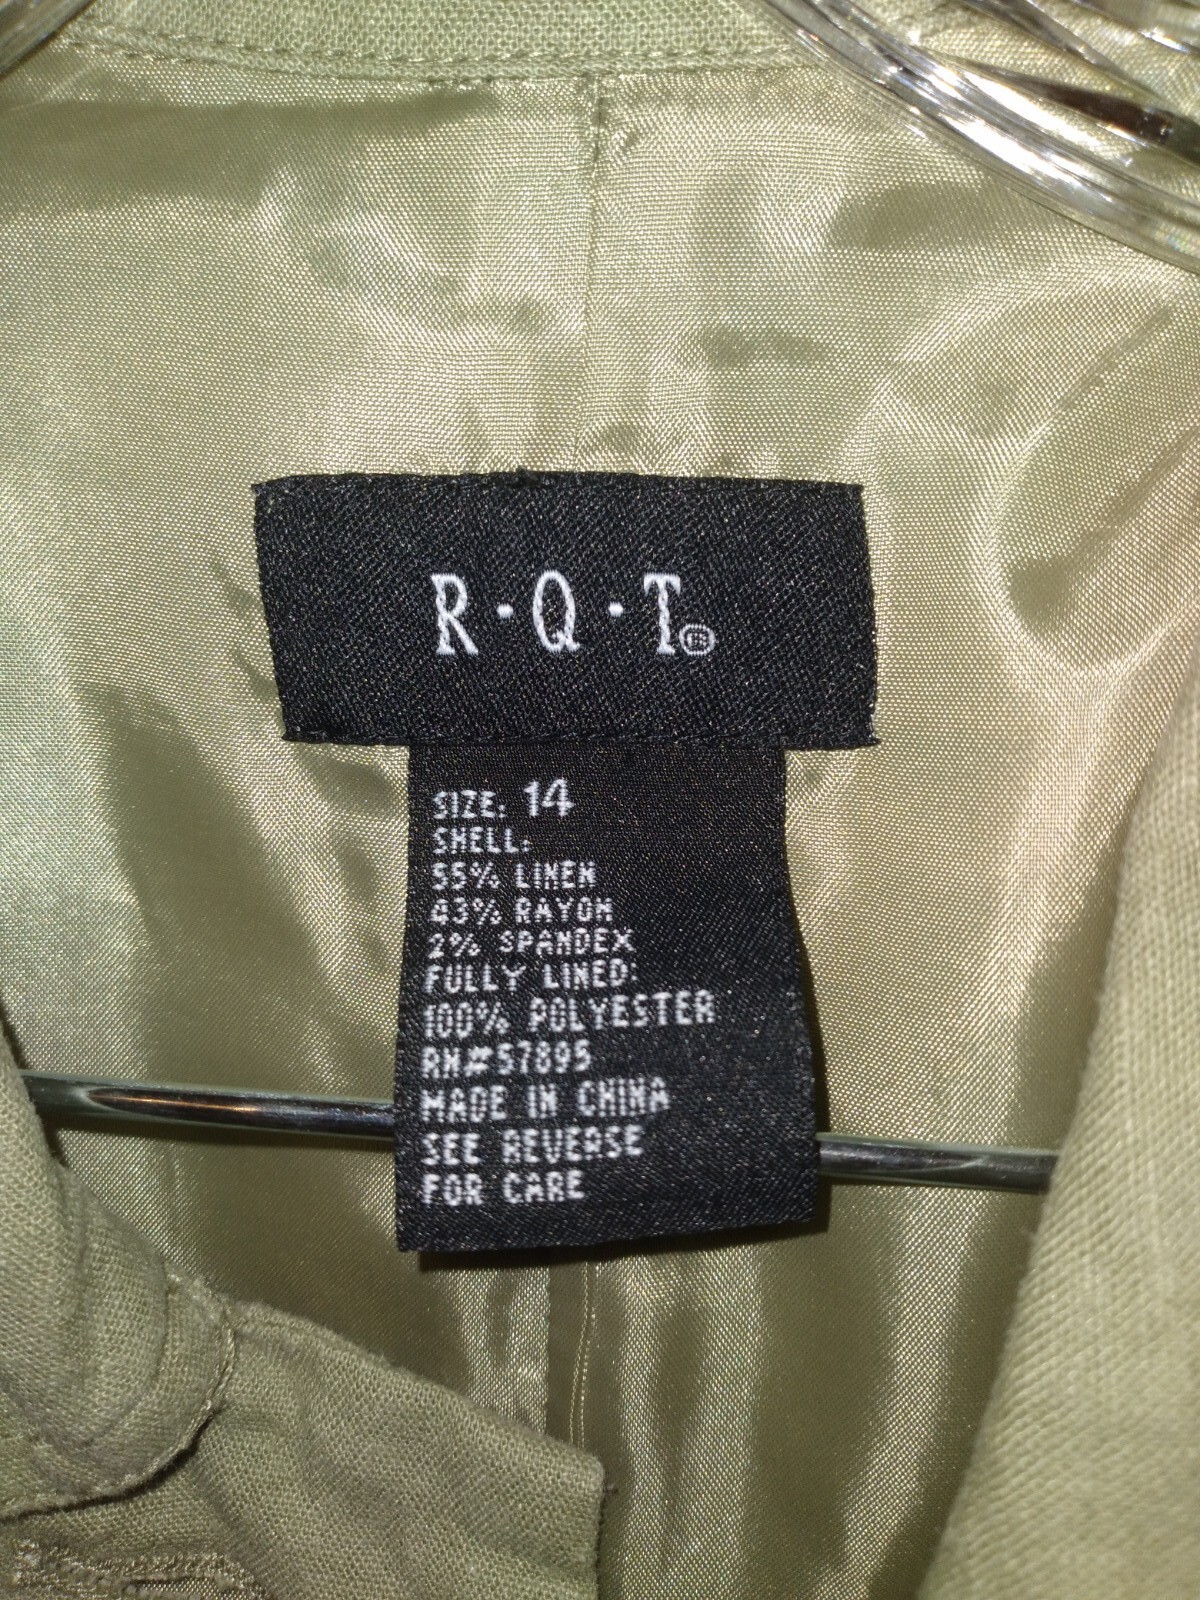 R·Q·T®
SIZE: 14
SHELL:
55% LINEN
43% RAYON
2% SPANDEX
FULLY LINED:
100% POLYESTER
RN#57895
MADE IN CHINA
SEE REVERSE
FOR CARE